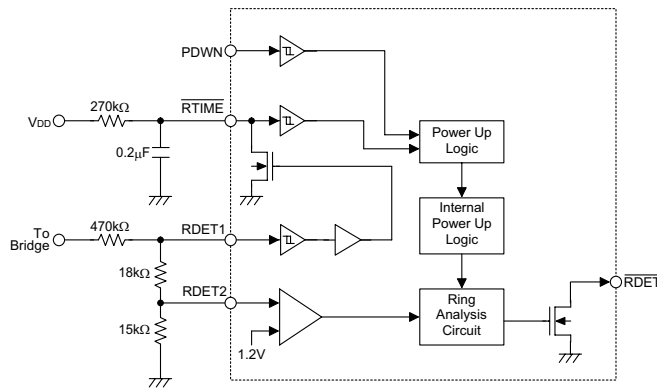 PDWN
270kΩ
RTIME
VDD
0.2μF
Power Up
Logic
To
Bridge
470kΩ
RDET1
Internal
Power Up
Logic
18kΩ
RDET2
15kΩ
1.2V
Ring
Analysis
Circuit
RDET